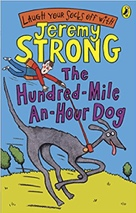 LAUGH YOUR SOCKS OFF WITH
JEREMY
STRONG
The
HUNDRED-MILE
AN-HOUR DOG